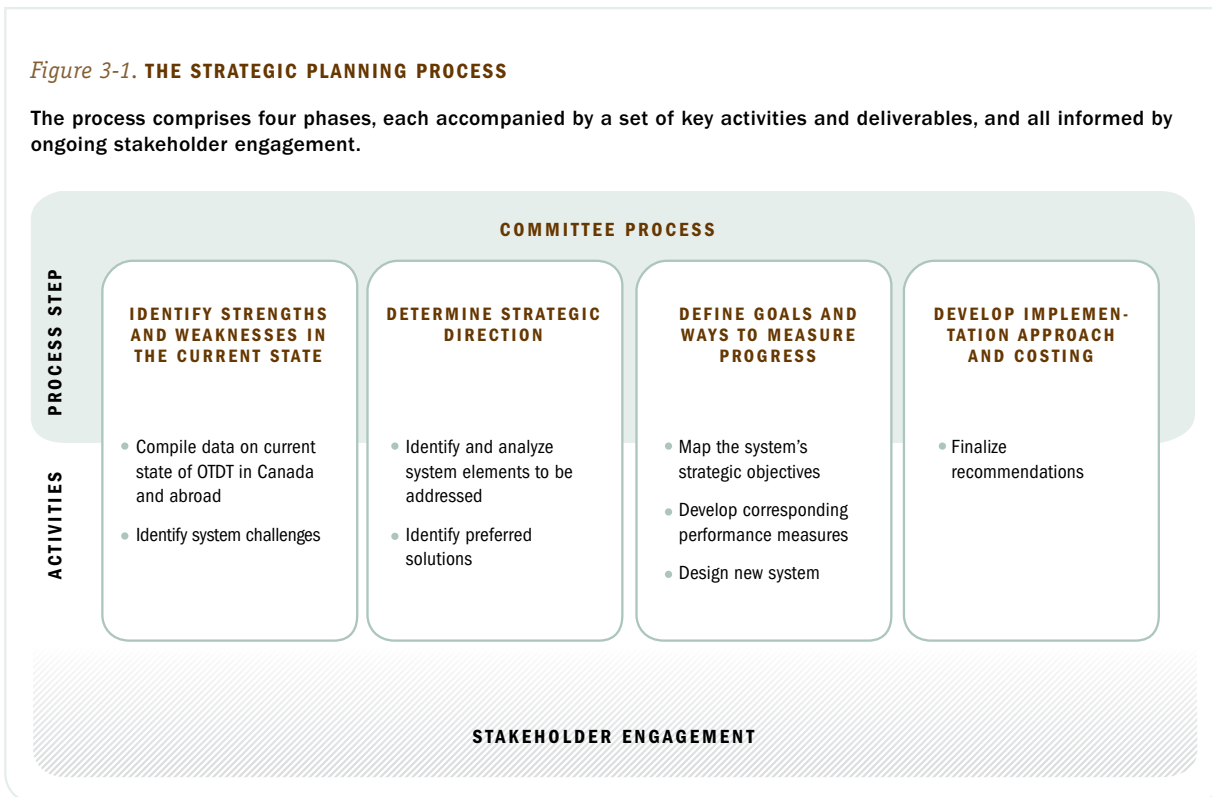 Figure 3-1. THE STRATEGIC PLANNING PROCESS
The process comprises four phases, each accompanied by a set of key activities and deliverables, and all informed by
ongoing stakeholder engagement.
COMMITTEE PROCESS
PROCESS STEP
IDENTIFY STRENGTHS
AND WEAKNESSES IN
THE CURRENT STATE
DETERMINE STRATEGIC
DIRECTION
DEFINE GOALS AND
WAYS TO MEASURE
PROGRESS
DEVELOP IMPLEMEN-
TATION APPROACH
AND COSTING
ACTIVITIES
• Compile data on current
state of OTDT in Canada
and abroad
• Identify system challenges
• Identify and analyze
system elements to be
addressed
• Identify preferred
solutions
• Map the system's
strategic objectives
• Develop corresponding
performance measures
• Design new system
• Finalize
recommendations
STAKEHOLDER ENGAGEMENT